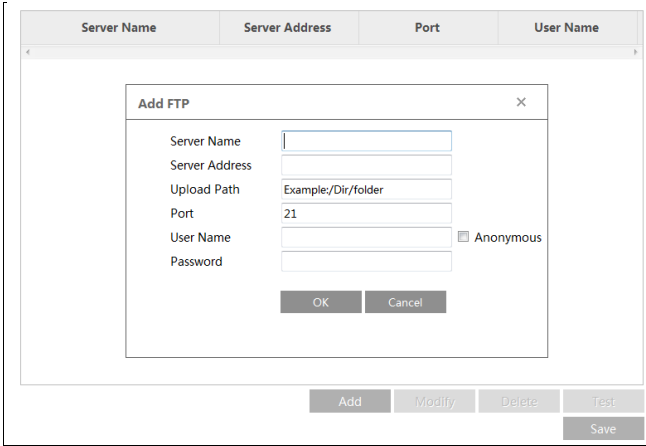 Server Name Server Address Port User Name
Add FTP ×
Server Name
Server Address
Upload Path Example:/Dir/folder
Port 21
User Name Anonymous
Password
OK Cancel
Add Modify Delete Test
Save